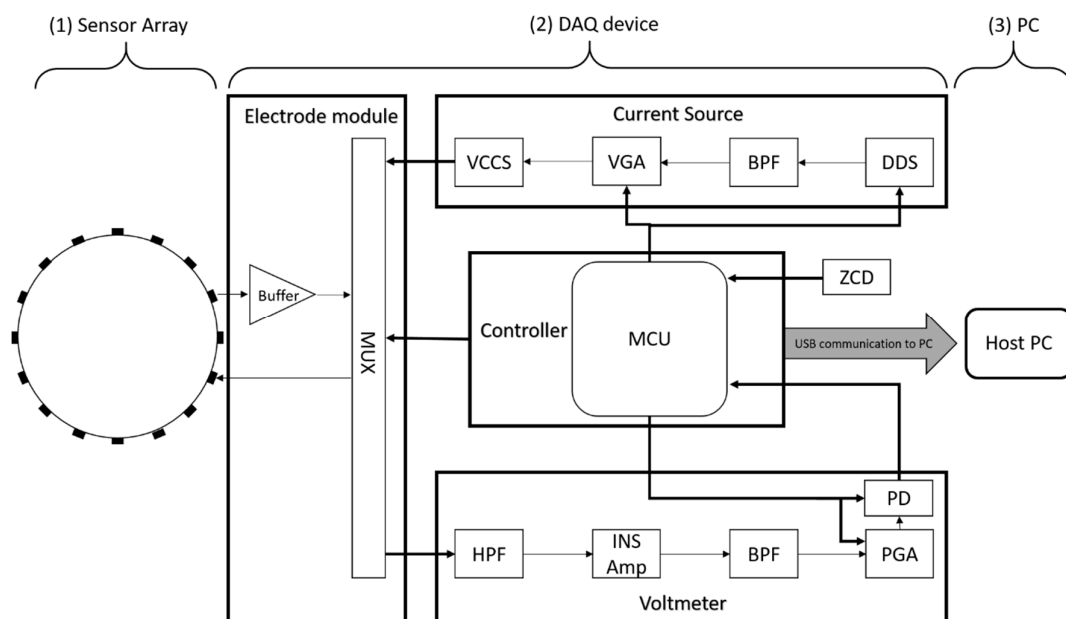 (1) Sensor Array
(2) DAQ device
(3) PC
Electrode module
Current Source
VCCS
VGA
BPF
DDS
Buffer
MUX
Controller
MCU
ZCD
USB communication to PC
Host PC
PD
HPF
INS
Amp
BPF
PGA
Voltmeter